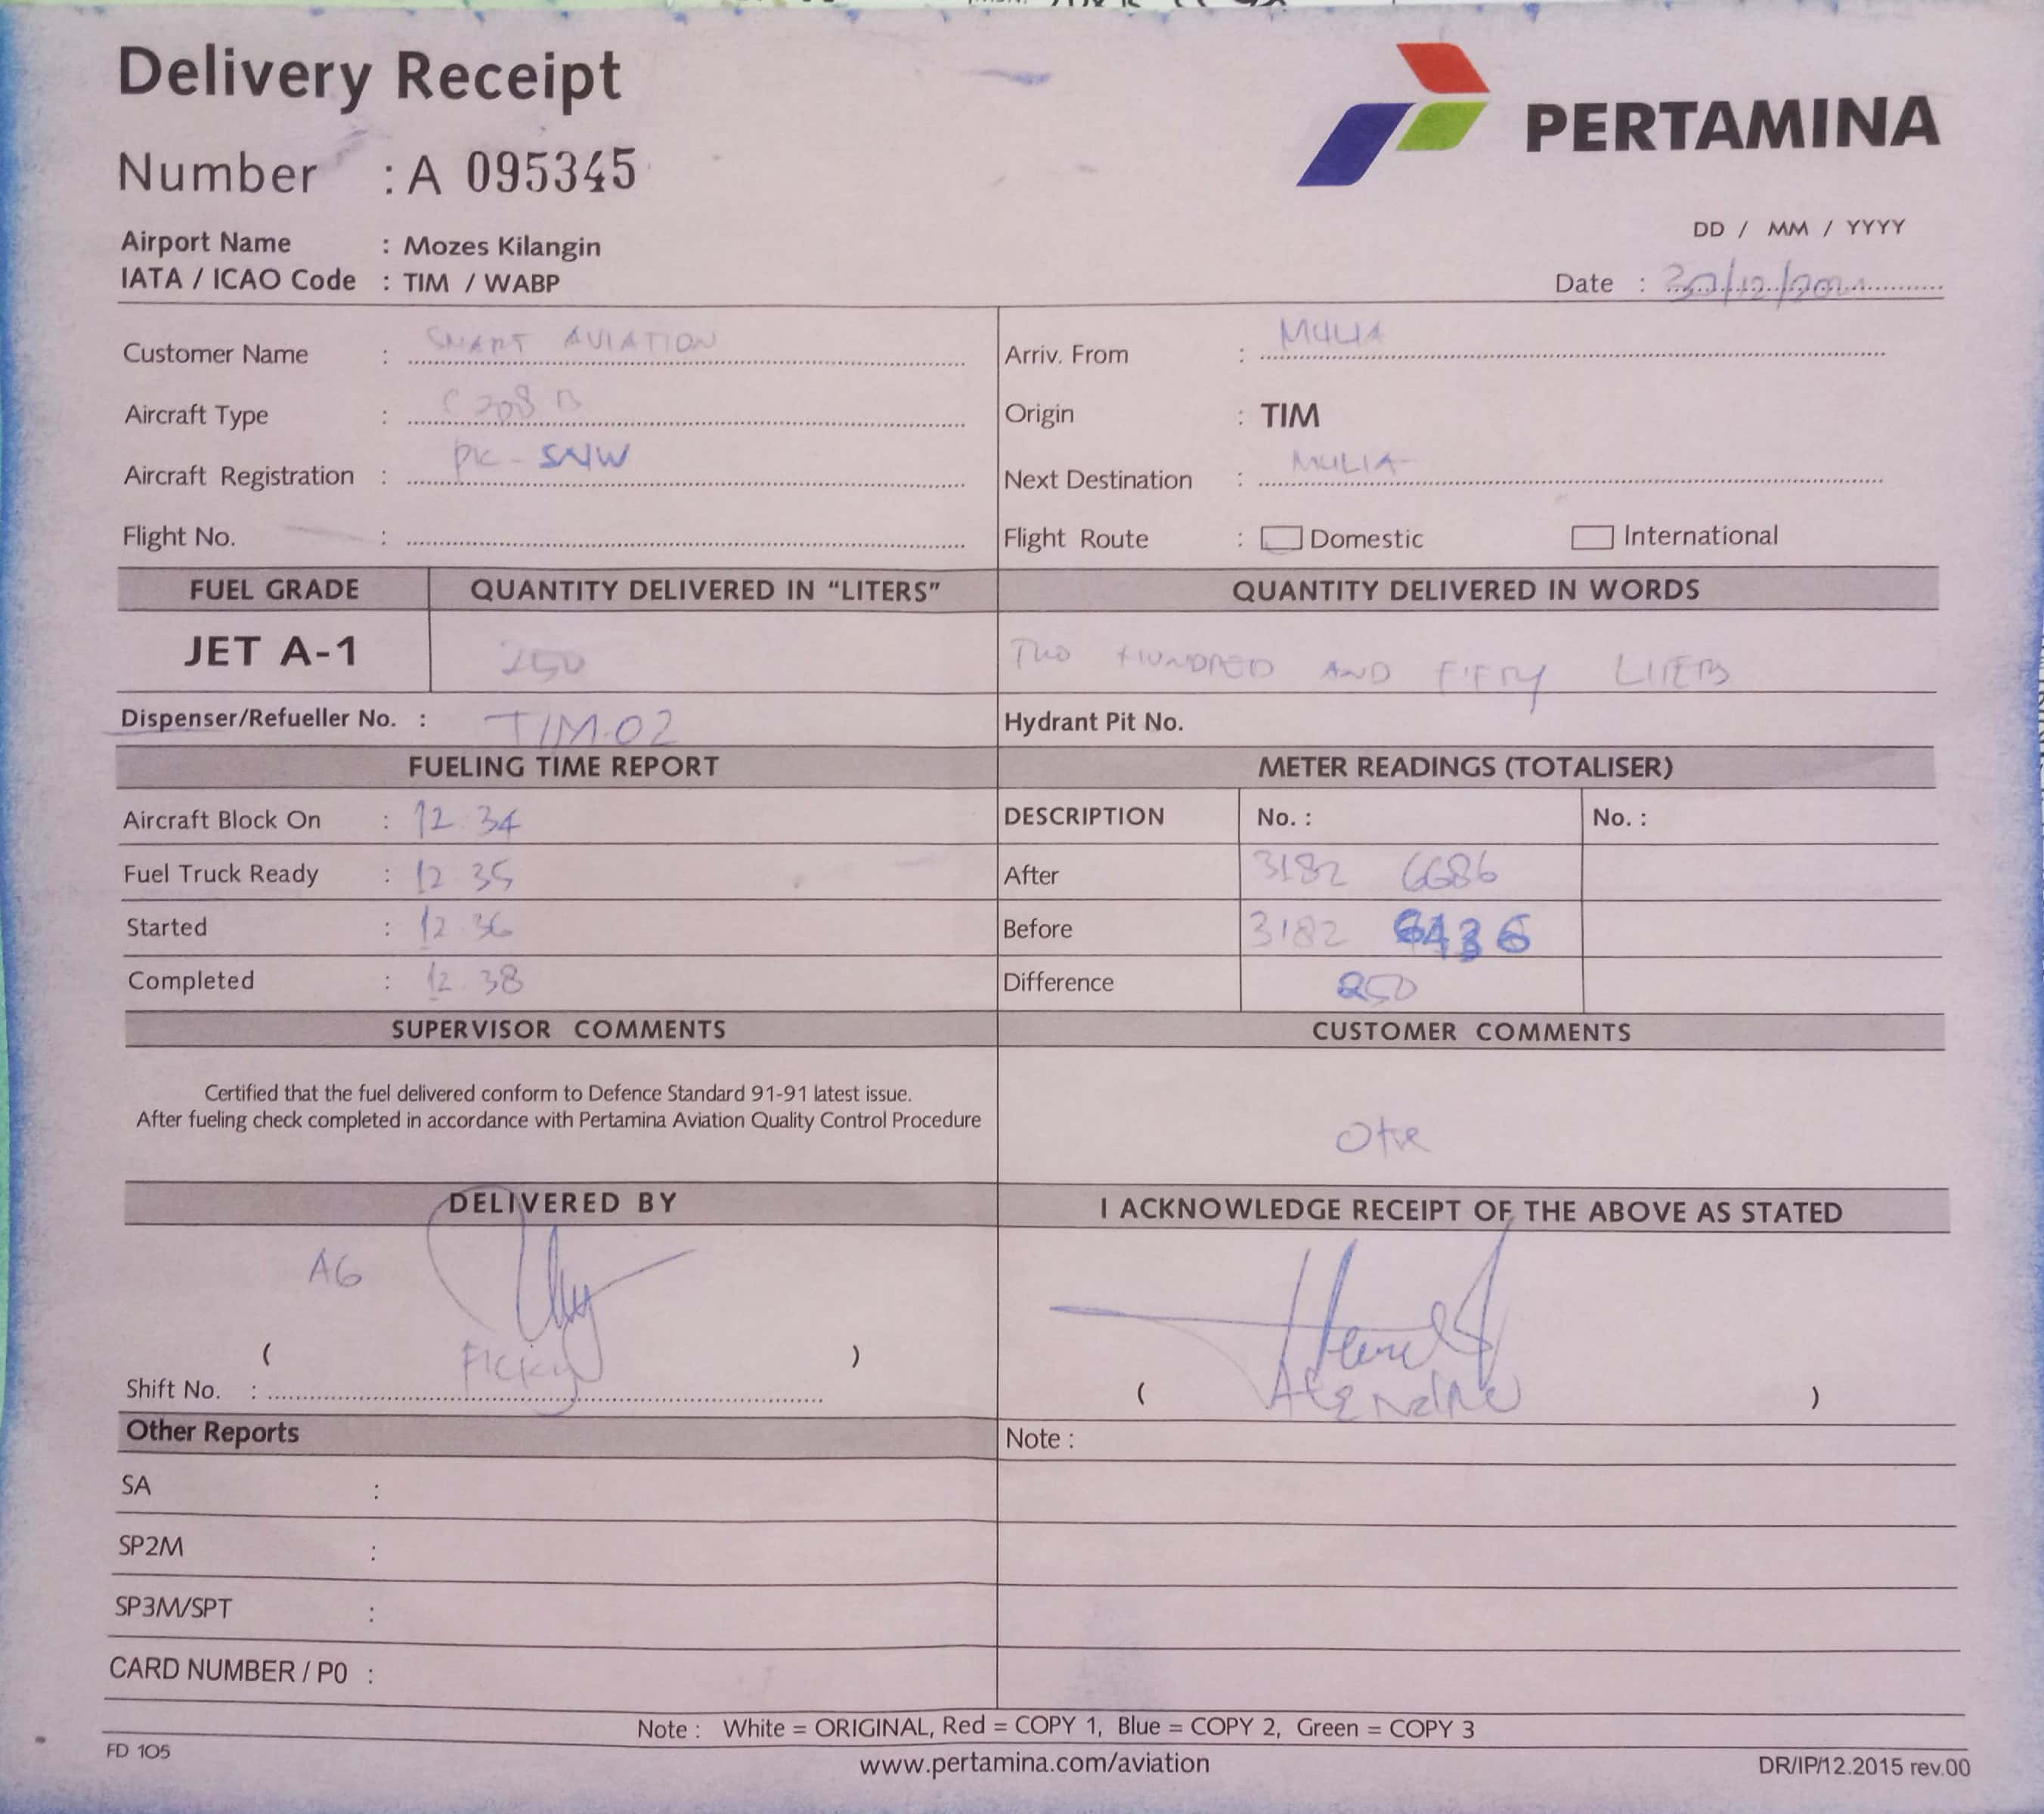 Delivery Receipt
PERTAMINA
Number : A 095345
Airport Name : Mozes Kilangin
IATA / ICAO Code : TIM / WABP
DD / MM / YYYY
Date : 30/12/202
Customer Name : SMART AVIATION
Arriv. From : MULIA
Aircraft Type : C 208 B
Origin : TIM
Aircraft Registration : PK - SNW
Next Destination : MULIA
Flight No. :
Flight Route : Domestic International
FUEL GRADE QUANTITY DELIVERED IN "LITERS" QUANTITY DELIVERED IN WORDS
JET A-1 250 TWO HUNDRED AND FIFTY LITERS
Dispenser/Refueller No. : TIM-02 Hydrant Pit No.
FUELING TIME REPORT METER READINGS (TOTALISER)
Aircraft Block On : 12.34 DESCRIPTION No. : No. :
Fuel Truck Ready : 12.35 After 3182 6686
Started : 12.36 Before 3182 6436
Completed : 12.38 Difference 250
SUPERVISOR COMMENTS CUSTOMER COMMENTS
Certified that the fuel delivered conform to Defence Standard 91-91 latest issue.
After fueling check completed in accordance with Pertamina Aviation Quality Control Procedure
DELIVERED BY I ACKNOWLEDGE RECEIPT OF THE ABOVE AS STATED
AG
( Ficky )
Shift No. :
( )
Other Reports Note :
SA :
SP2M :
SP3M/SPT :
CARD NUMBER / P0 :
Note : White = ORIGINAL, Red = COPY 1, Blue = COPY 2, Green = COPY 3
FD 105
www.pertamina.com/aviation
DR/IP/12.2015 rev.00